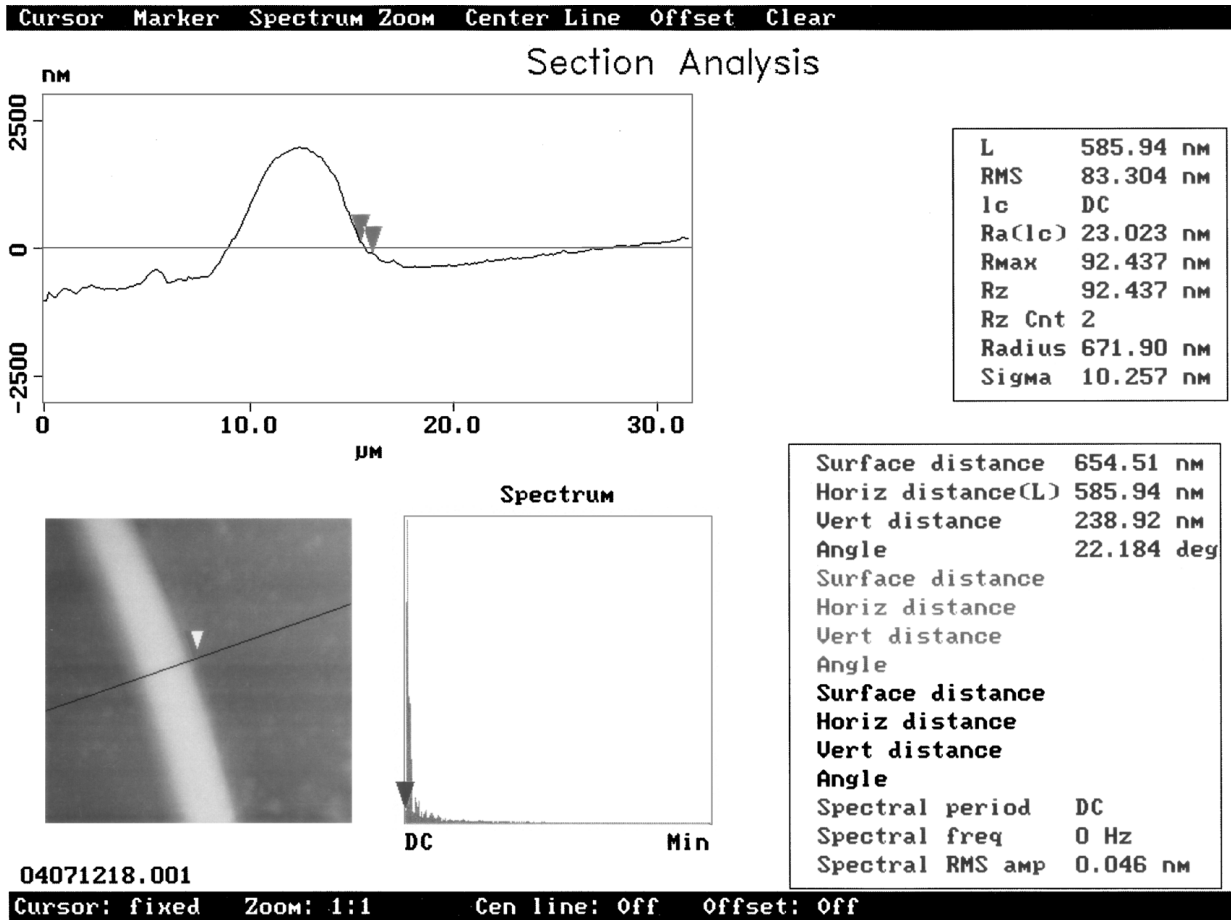 Cursor Marker Spectrum Zoom Center Line Offset Clear
Section Analysis
nm
2500
0
-2500
0 10.0 20.0 30.0
µm
L 585.94 nm
RMS 83.304 nm
lc DC
Ra(lc) 23.023 nm
Rmax 92.437 nm
Rz 92.437 nm
Rz Cnt 2
Radius 671.90 nm
Sigma 10.257 nm
Spectrum
DC Min
Surface distance 654.51 nm
Horiz distance(L) 585.94 nm
Vert distance 238.92 nm
Angle 22.184 deg
Surface distance
Horiz distance
Vert distance
Angle
Surface distance
Horiz distance
Vert distance
Angle
Spectral period DC
Spectral freq 0 Hz
Spectral RMS amp 0.046 nm
04071218.001
Cursor: fixed Zoom: 1:1 Cen line: Off Offset: Off